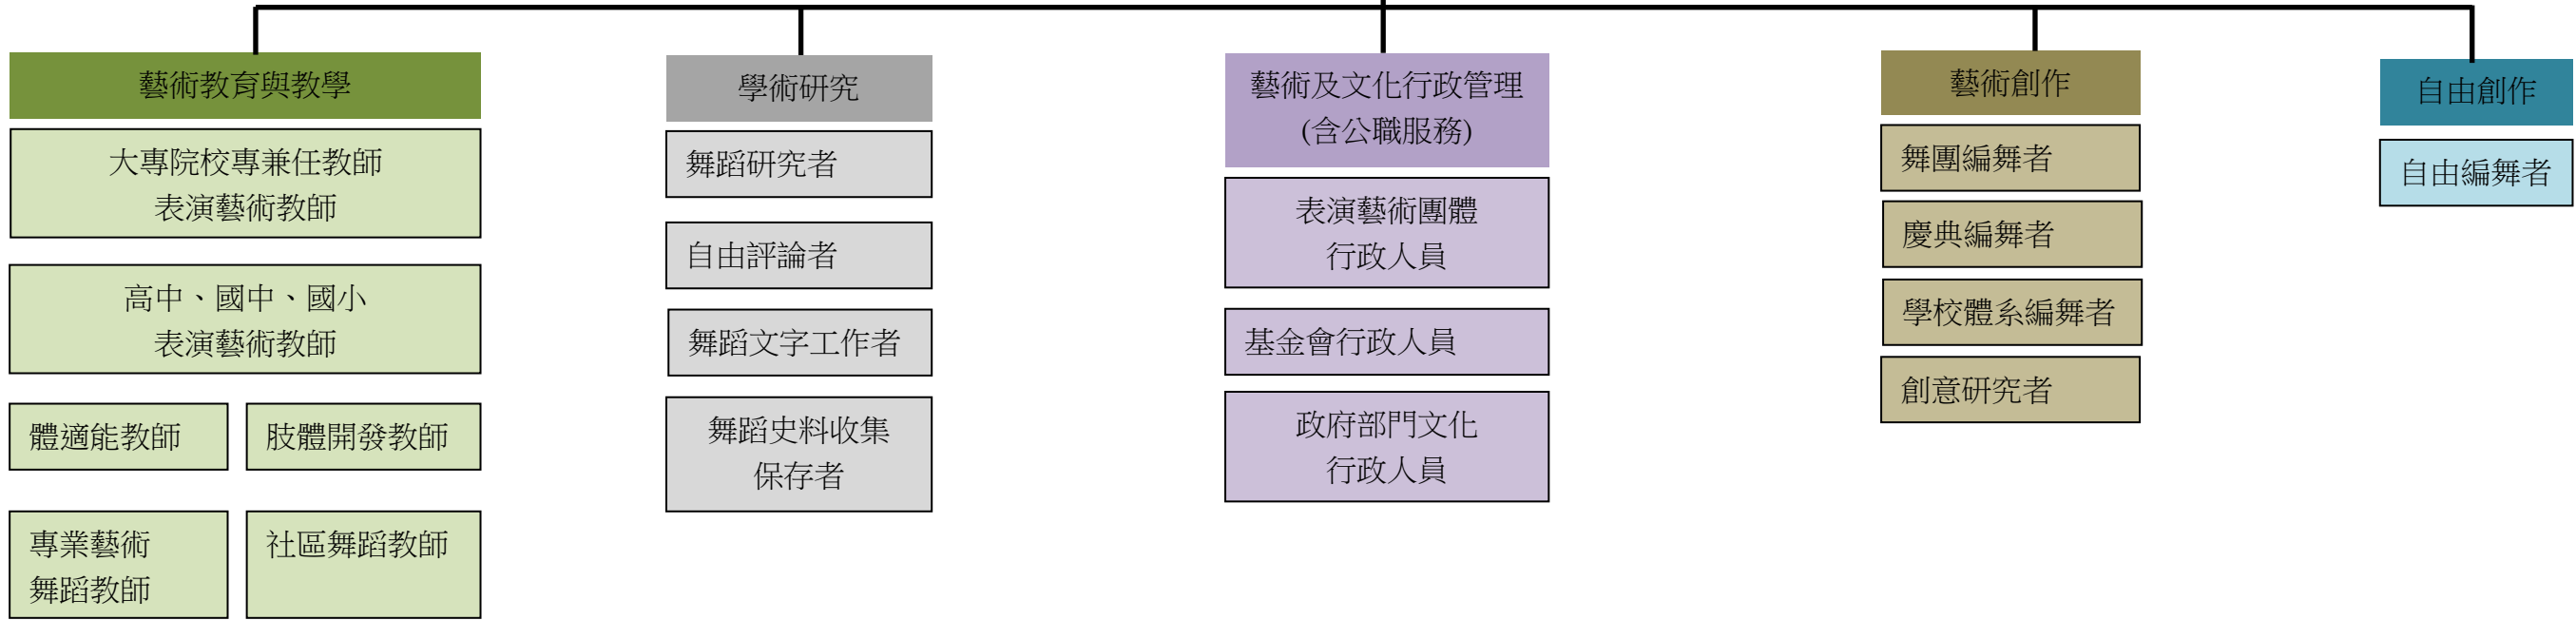 藝術教育與教學
大專院校專兼任教師
表演藝術教師
高中、國中、國小
表演藝術教師
體適能教師
肢體開發教師
專業藝術
舞蹈教師
社區舞蹈教師
學術研究
舞蹈研究者
自由評論者
舞蹈文字工作者
舞蹈史料收集
保存者
藝術及文化行政管理
(含公職服務)
表演藝術團體
行政人員
基金會行政人員
政府部門文化
行政人員
藝術創作
舞團編舞者
慶典編舞者
學校體系編舞者
創意研究者
自由創作
自由編舞者